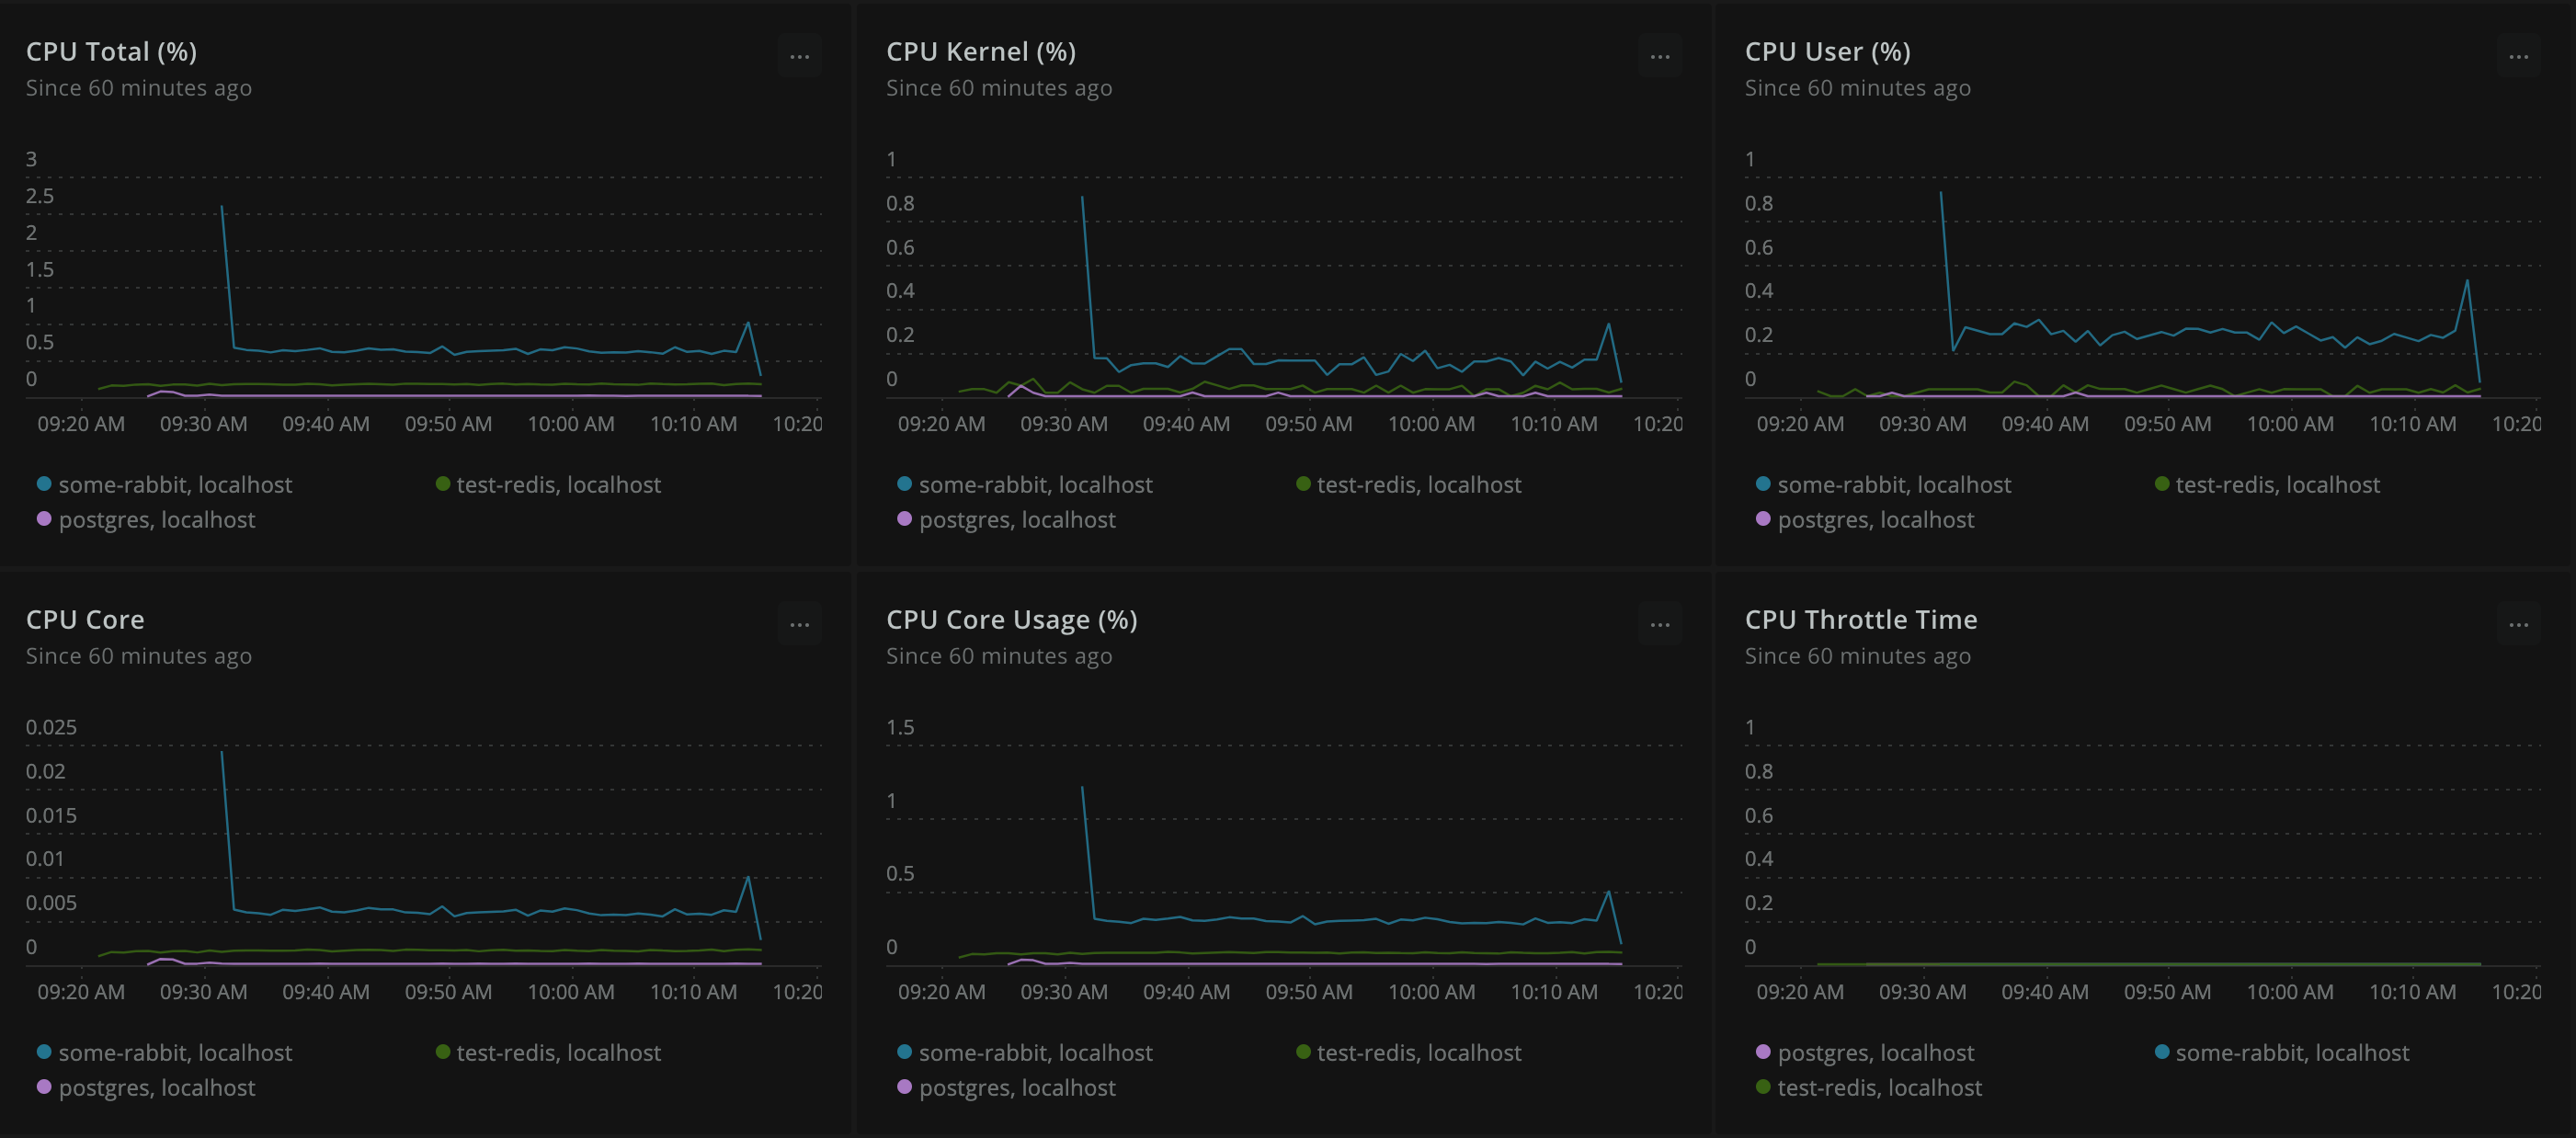 CPU Total (%)
...
Since 60 minutes ago
3
2.5
2
1.5
1
0.5
0
09:20 AM 09:30 AM 09:40 AM 09:50 AM 10:00 AM 10:10 AM 10:20
some-rabbit, localhost test-redis, localhost
postgres, localhost
CPU Kernel (%)
...
Since 60 minutes ago
1
0.8
0.6
0.4
0.2
0
09:20 AM 09:30 AM 09:40 AM 09:50 AM 10:00 AM 10:10 AM 10:20
some-rabbit, localhost test-redis, localhost
postgres, localhost
CPU User (%)
...
Since 60 minutes ago
1
0.8
0.6
0.4
0.2
0
09:20 AM 09:30 AM 09:40 AM 09:50 AM 10:00 AM 10:10 AM 10:20
some-rabbit, localhost test-redis, localhost
postgres, localhost
CPU Core
...
Since 60 minutes ago
0.025
0.02
0.015
0.01
0.005
0
09:20 AM 09:30 AM 09:40 AM 09:50 AM 10:00 AM 10:10 AM 10:20
some-rabbit, localhost test-redis, localhost
postgres, localhost
CPU Core Usage (%)
...
Since 60 minutes ago
1.5
1
0.5
0
09:20 AM 09:30 AM 09:40 AM 09:50 AM 10:00 AM 10:10 AM 10:20
some-rabbit, localhost test-redis, localhost
postgres, localhost
CPU Throttle Time
...
Since 60 minutes ago
1
0.8
0.6
0.4
0.2
0
09:20 AM 09:30 AM 09:40 AM 09:50 AM 10:00 AM 10:10 AM 10:20
postgres, localhost some-rabbit, localhost
test-redis, localhost